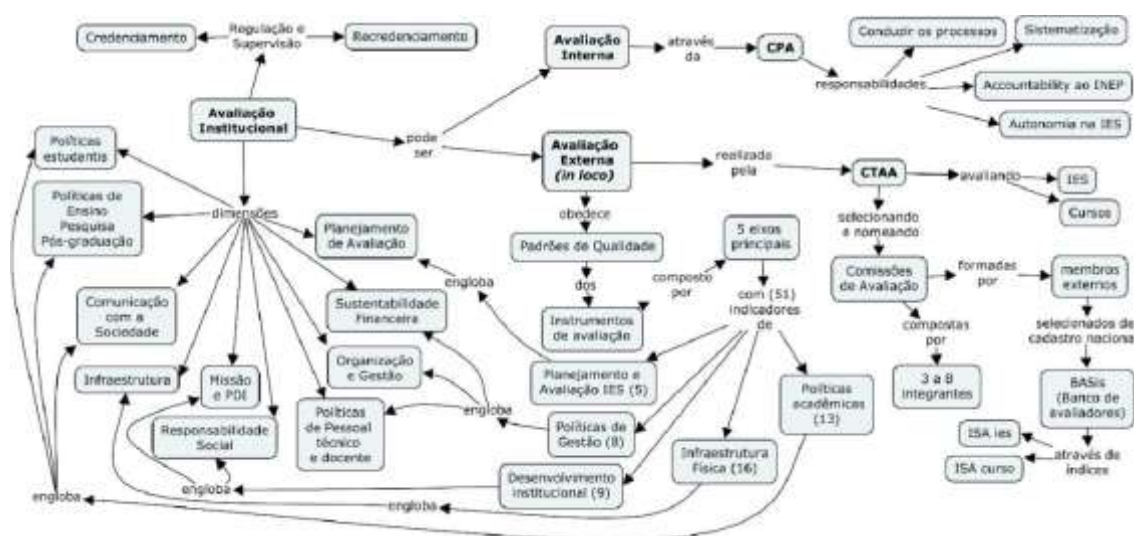 Credenciamento
Regulação e
Supervisão
Recredenciamento
Avaliação
Institucional
pode
ser
Avaliação
Interna
através
da
CPA
responsabilidades
Conduzir os processos
Sistematização
Accountability ao INEP
Autonomia na IES
Avaliação
Externa
(in loco)
realizada
pela
CTAA
avaliando
IES
Cursos
selecionando
e nomeando
Comissões
de Avaliação
formadas
por
membros
externos
compostas
por
3 a 8
integrantes
selecionados de
cadastro nacional
BASis
(Banco de
avaliadores)
através de
índices
ISA ies
ISA curso
obedece
Padrões de Qualidade
dos
Instrumentos
de avaliação
composto
por
5 eixos
principais
com (51)
indicadores
de
Planejamento e
Avaliação IES (5)
Políticas de
Gestão (8)
Desenvolvimento
institucional (9)
Infraestrutura
Física (16)
Políticas
acadêmicas
(13)
engloba
engloba
engloba
engloba
engloba
dimensões
Políticas
estudantis
Políticas de
Ensino
Pesquisa
Pós-graduação
Comunicação
com a
Sociedade
Infraestrutura
Missão
e PDI
Responsabilidade
Social
Políticas
de Pessoal
técnico
e docente
Organização
e Gestão
Sustentabilidade
Financeira
Planejamento
de Avaliação